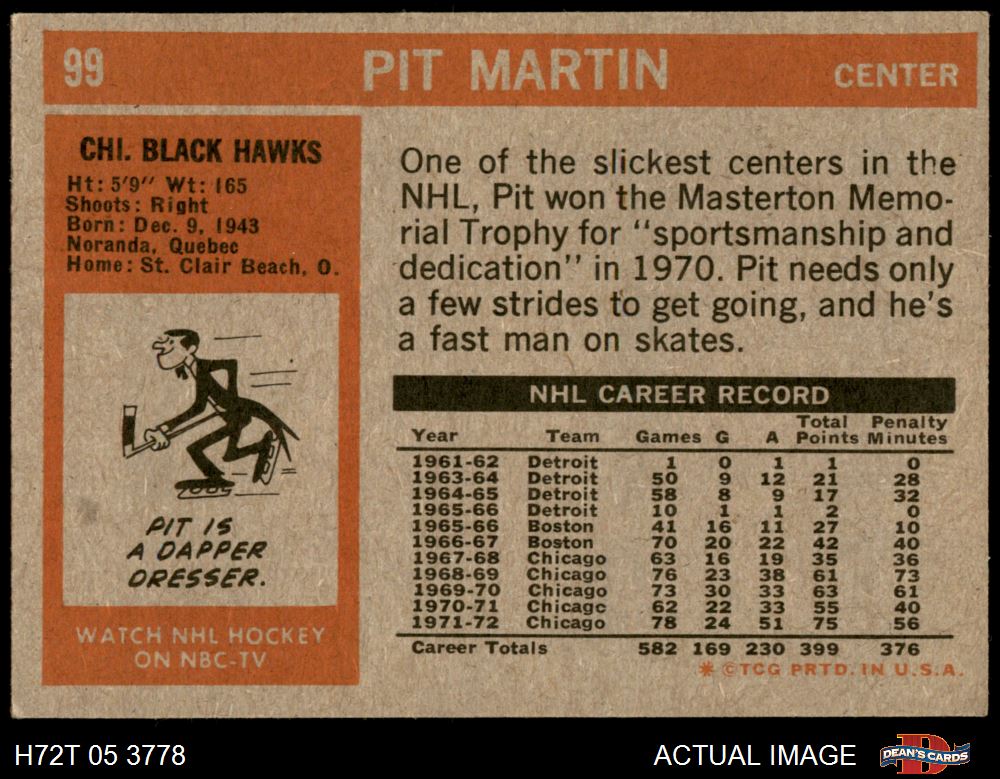 99 PIT MARTIN CENTER
CHI. BLACK HAWKS
Ht: 5'9" Wt: 165
Shoots: Right
Born: Dec. 9, 1943
Noranda, Quebec
Home: St. Clair Beach, O.
PIT IS
A DAPPER
DRESSER.
WATCH NHL HOCKEY
ON NBC-TV
One of the slickest centers in the
NHL, Pit won the Masterton Memo-
rial Trophy for "sportsmanship and
dedication" in 1970. Pit needs only
a few strides to get going, and he's
a fast man on skates.
NHL CAREER RECORD
Year Team Games G A Total Points Penalty Minutes
1961-62 Detroit 1 0 1 1 0
1963-64 Detroit 50 9 12 21 28
1964-65 Detroit 58 8 9 17 32
1965-66 Detroit 10 1 1 2 0
1965-66 Boston 41 16 11 27 10
1966-67 Boston 70 20 22 42 40
1967-68 Chicago 63 16 19 35 36
1968-69 Chicago 76 23 38 61 73
1969-70 Chicago 73 30 33 63 61
1970-71 Chicago 62 22 33 55 40
1971-72 Chicago 78 24 51 75 56
Career Totals 582 169 230 399 376
* ©TCG PRTD. IN U.S.A.
H72T 05 3778 ACTUAL IMAGE DEAN'S CARDS